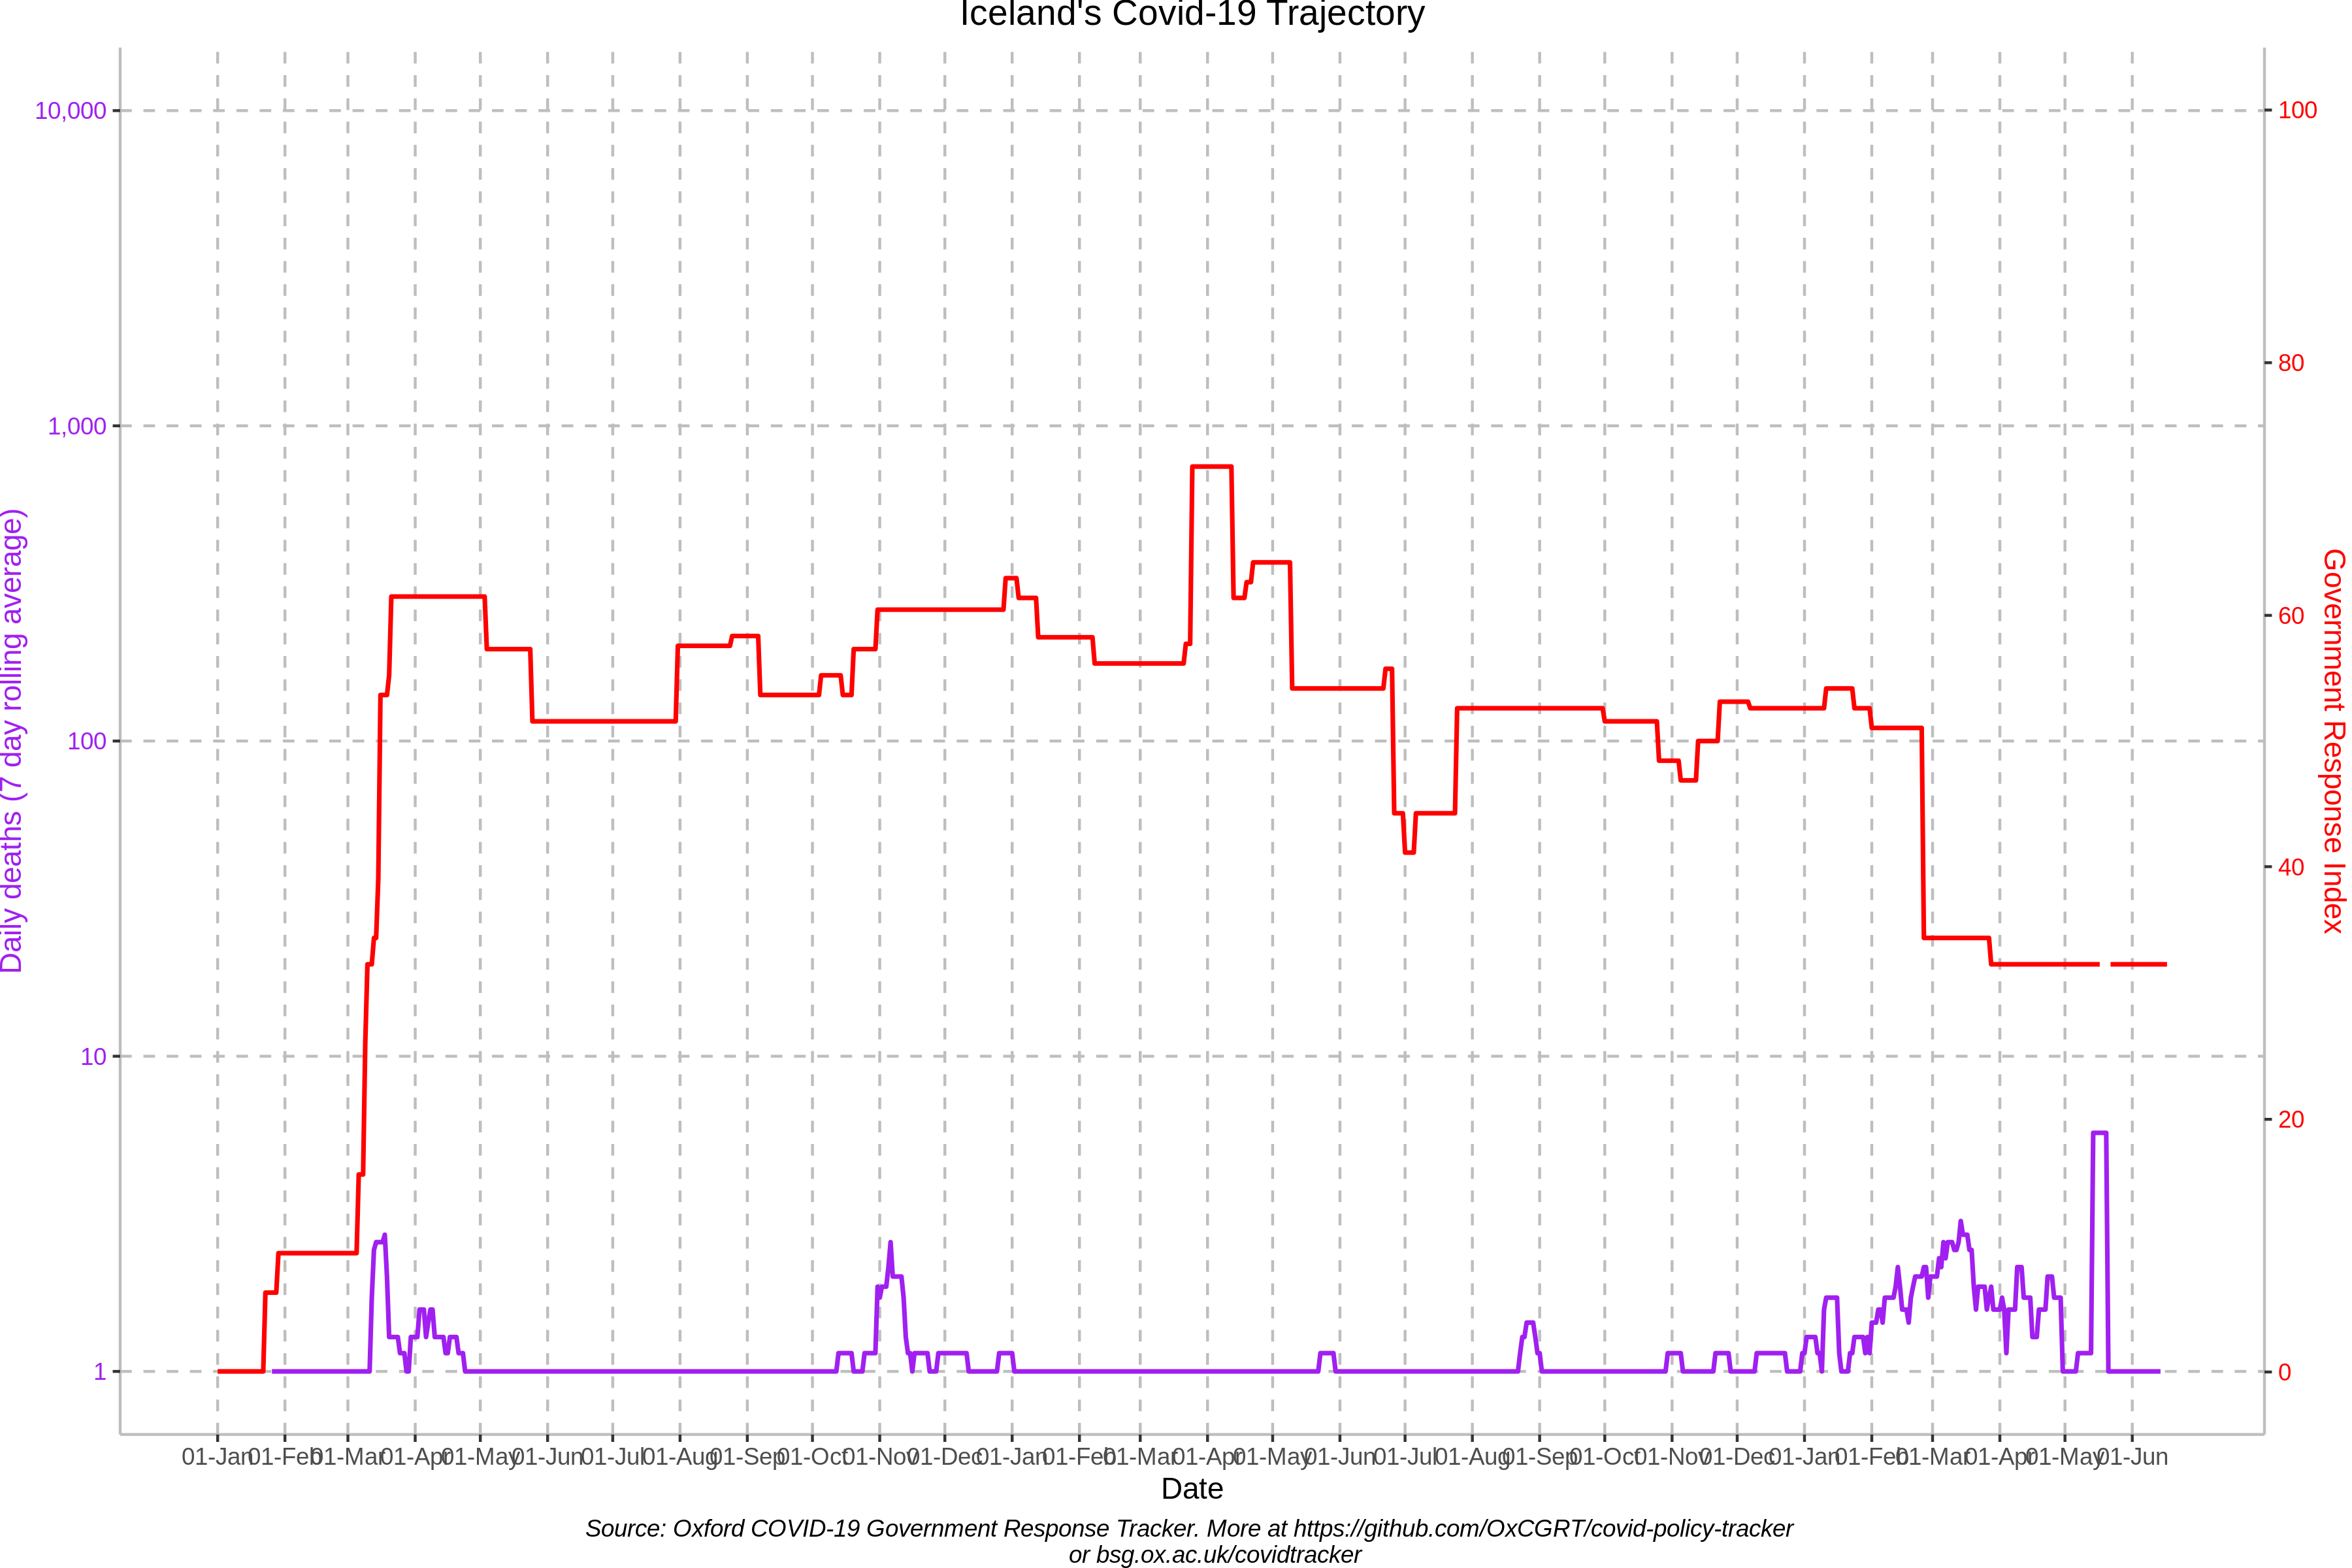 Iceland's Covid-19 Trajectory
10,000
1,000
100
10
1
Daily deaths (7 day rolling average)
100
80
60
40
20
0
Government Response Index
01-Jan 01-Feb 01-Mar 01-Apr 01-May 01-Jun 01-Jul 01-Aug 01-Sep 01-Oct 01-Nov 01-Dec 01-Jan 01-Feb 01-Mar 01-Apr 01-May 01-Jun 01-Jul 01-Aug 01-Sep 01-Oct 01-Nov 01-Dec 01-Jan 01-Feb 01-Mar 01-Apr 01-May 01-Jun
Date
Source: Oxford COVID-19 Government Response Tracker. More at https://github.com/OxCGRT/covid-policy-tracker
or bsg.ox.ac.uk/covidtracker